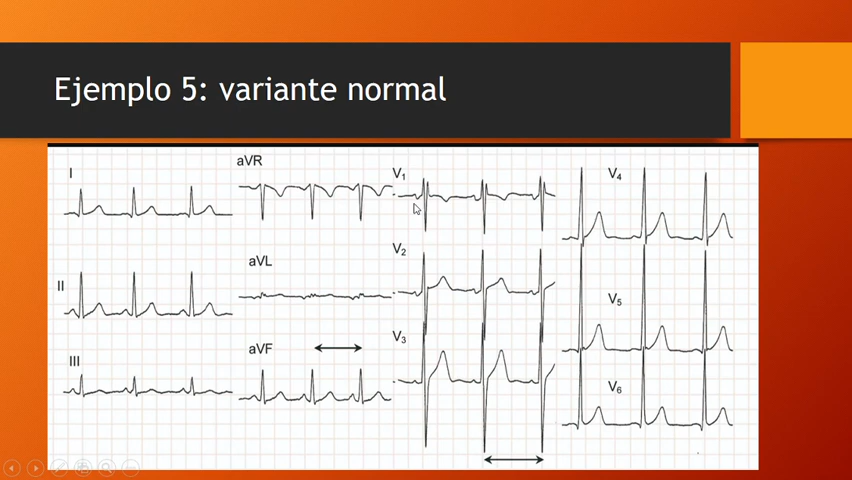 Ejemplo 5: variante normal
I
aVR
V1
V4
II
aVL
V2
V5
III
aVF
V3
V6